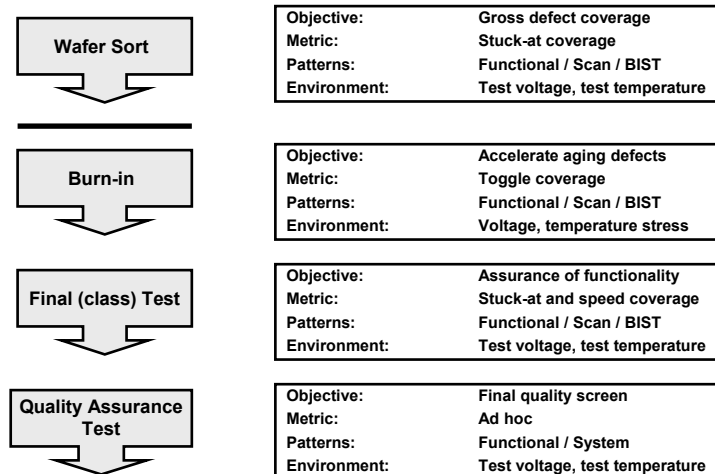 Wafer Sort
Objective: Gross defect coverage
Metric: Stuck-at coverage
Patterns: Functional / Scan / BIST
Environment: Test voltage, test temperature
Burn-in
Objective: Accelerate aging defects
Metric: Toggle coverage
Patterns: Functional / Scan / BIST
Environment: Voltage, temperature stress
Final (class) Test
Objective: Assurance of functionality
Metric: Stuck-at and speed coverage
Patterns: Functional / Scan / BIST
Environment: Test voltage, test temperature
Quality Assurance
Test
Objective: Final quality screen
Metric: Ad hoc
Patterns: Functional / System
Environment: Test voltage, test temperature